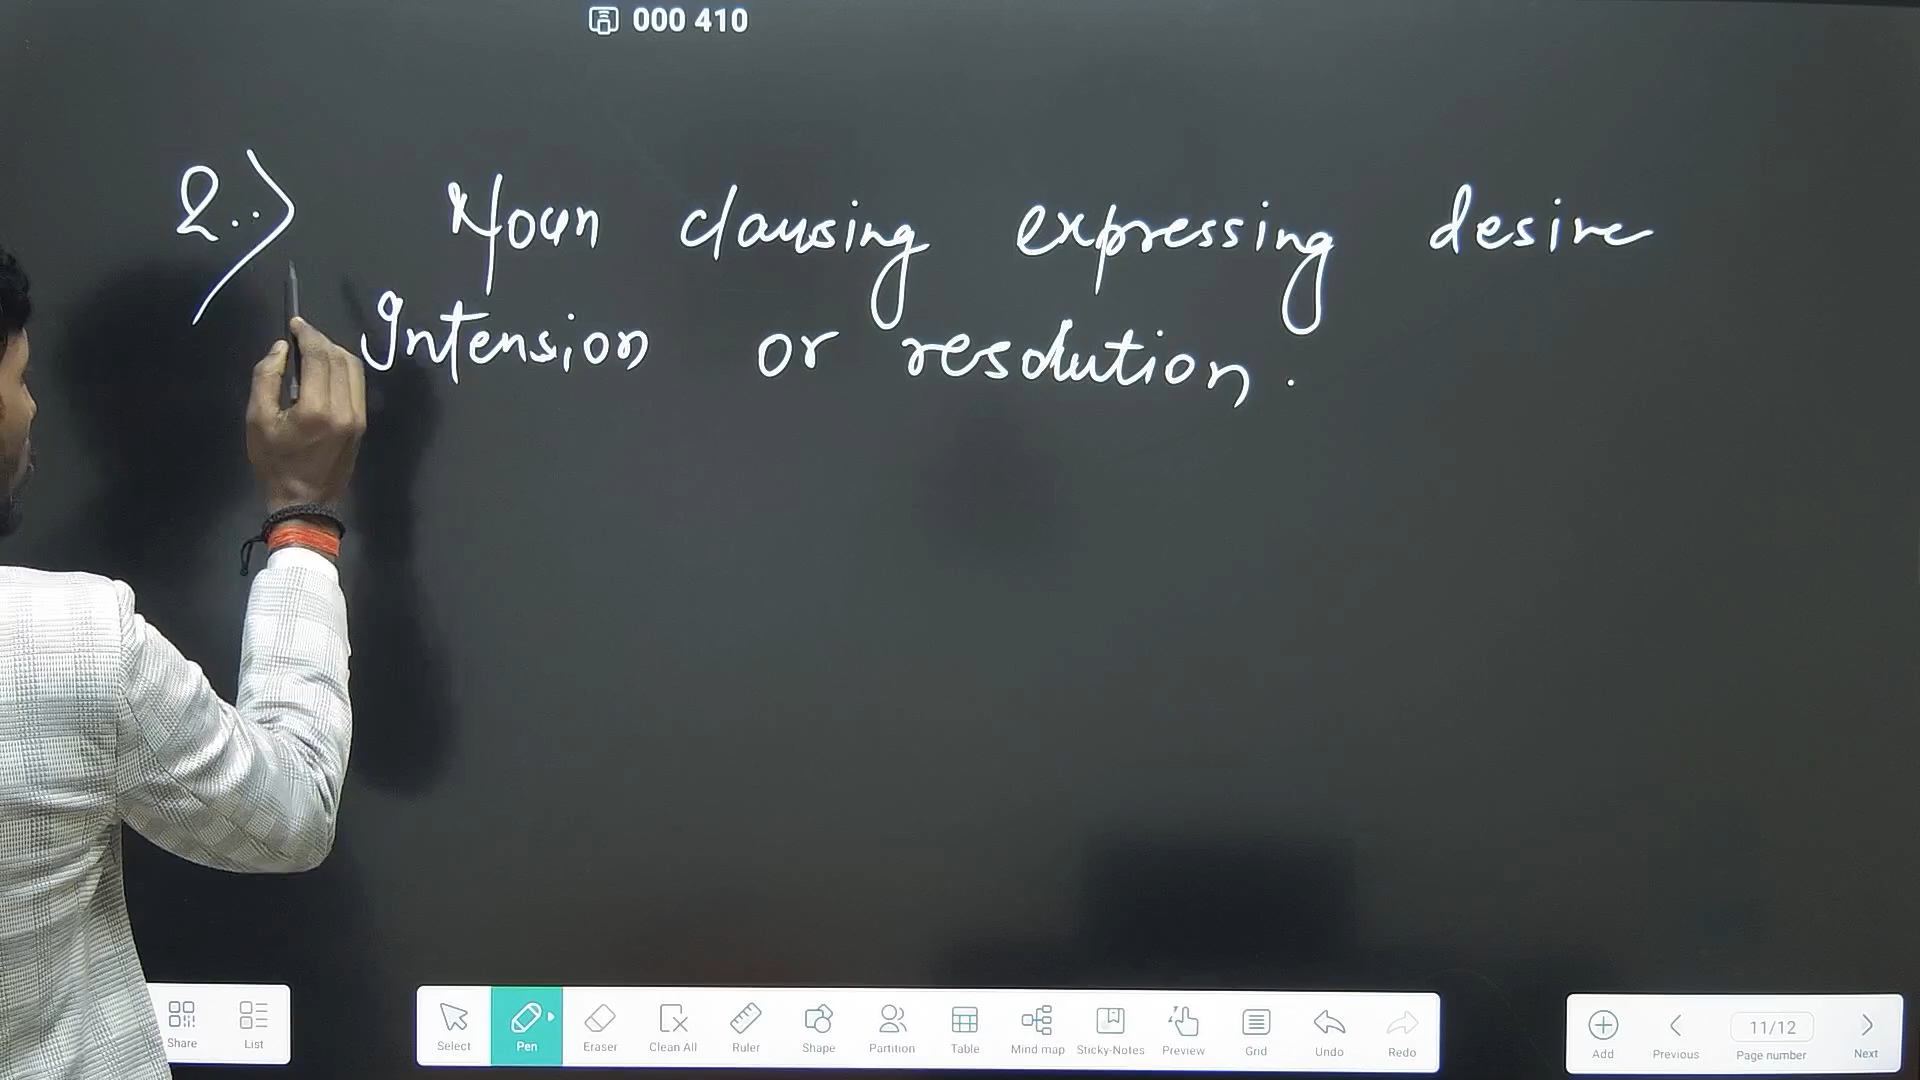 000 410
2..) Noun clausing expressing desire
Intension or resolution.
Share List
Select Pen Eraser Clean All Ruler Shape Partition Table Mind map Sticky-Notes Preview Grid Undo Redo
Add Previous 11/12 Page number Next